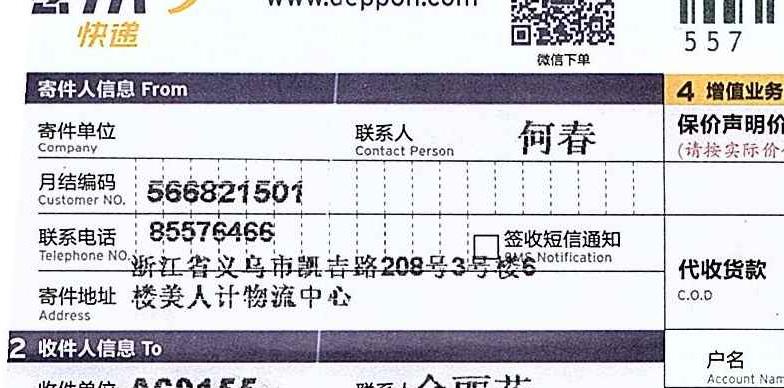 www.deppon.com
快递
微信下单
557
寄件人信息 From
4 增值业务
寄件单位
Company
联系人
Contact Person
何春
保价声明价
(请按实际价
月结编码
Customer NO.
566821501
联系电话
Telephone NO.
85576466
签收短信通知
SMS Notification
浙江省义乌市凯吉路208号3号楼6
寄件地址
Address
楼美人计物流中心
代收货款
C.O.D
2 收件人信息 To
户名
Account Nam